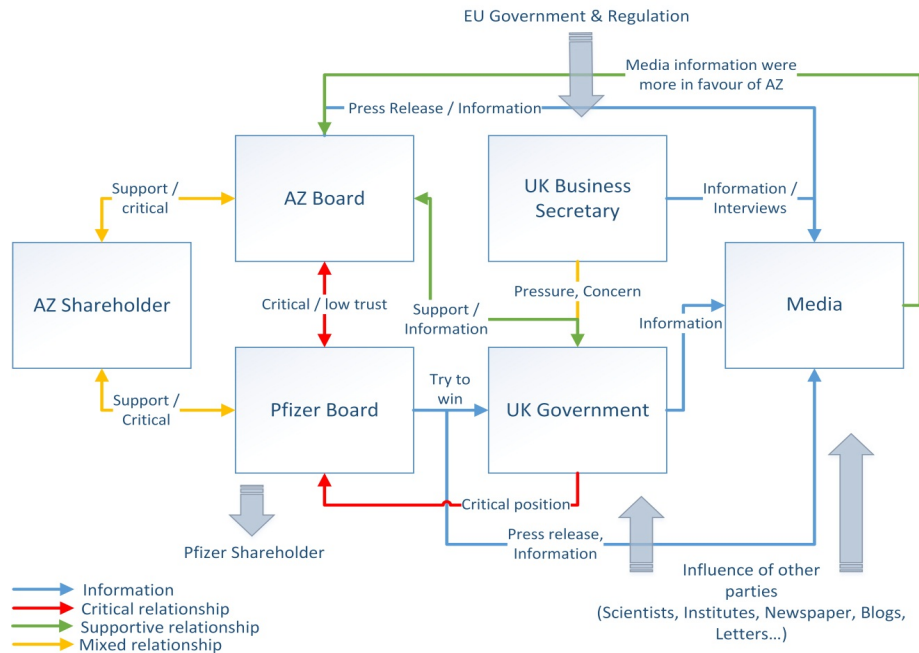 EU Government & Regulation
Media information were
more in favour of AZ
Press Release / Information
AZ Board
UK Business
Secretary
Support /
critical
Information /
Interviews
AZ Shareholder
Critical / low trust
Support /
Information
Pressure, Concern
Information
Media
Support /
Critical
Pfizer Board
Try to
win
UK Government
Critical position
Press release,
Information
Pfizer Shareholder
Influence of other
parties
(Scientists, Institutes, Newspaper, Blogs,
Letters...)
Information
Critical relationship
Supportive relationship
Mixed relationship